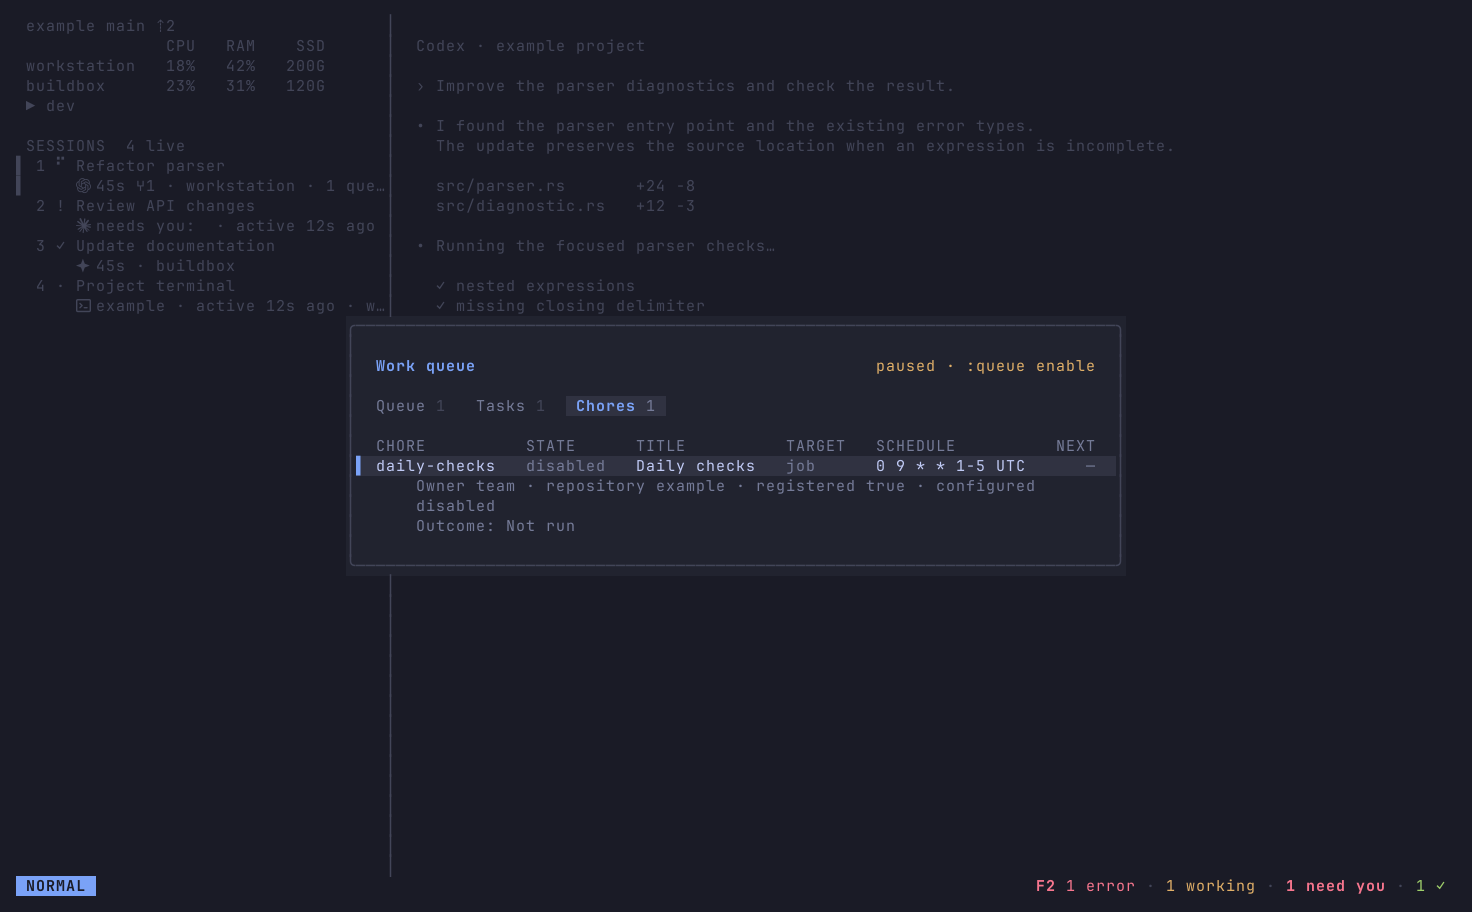 example main ↑2
CPU RAM SSD
workstation 18% 42% 200G
buildbox 23% 31% 120G
▶ dev
SESSIONS 4 live
1 Refactor parser
45s Y1 · workstation · 1 que…
2 ! Review API changes
needs you: · active 12s ago
3 ✓ Update documentation
45s · buildbox
4 · Project terminal
example · active 12s ago · w…
Codex · example project
› Improve the parser diagnostics and check the result.
• I found the parser entry point and the existing error types.
The update preserves the source location when an expression is incomplete.
src/parser.rs +24 -8
src/diagnostic.rs +12 -3
• Running the focused parser checks…
✓ nested expressions
✓ missing closing delimiter
Work queue paused · :queue enable
Queue 1 Tasks 1 Chores 1
CHORE STATE TITLE TARGET SCHEDULE NEXT
daily-checks disabled Daily checks job 0 9 * * 1-5 UTC —
Owner team · repository example · registered true · configured
disabled
Outcome: Not run
NORMAL F2 1 error · 1 working · 1 need you · 1 ✓